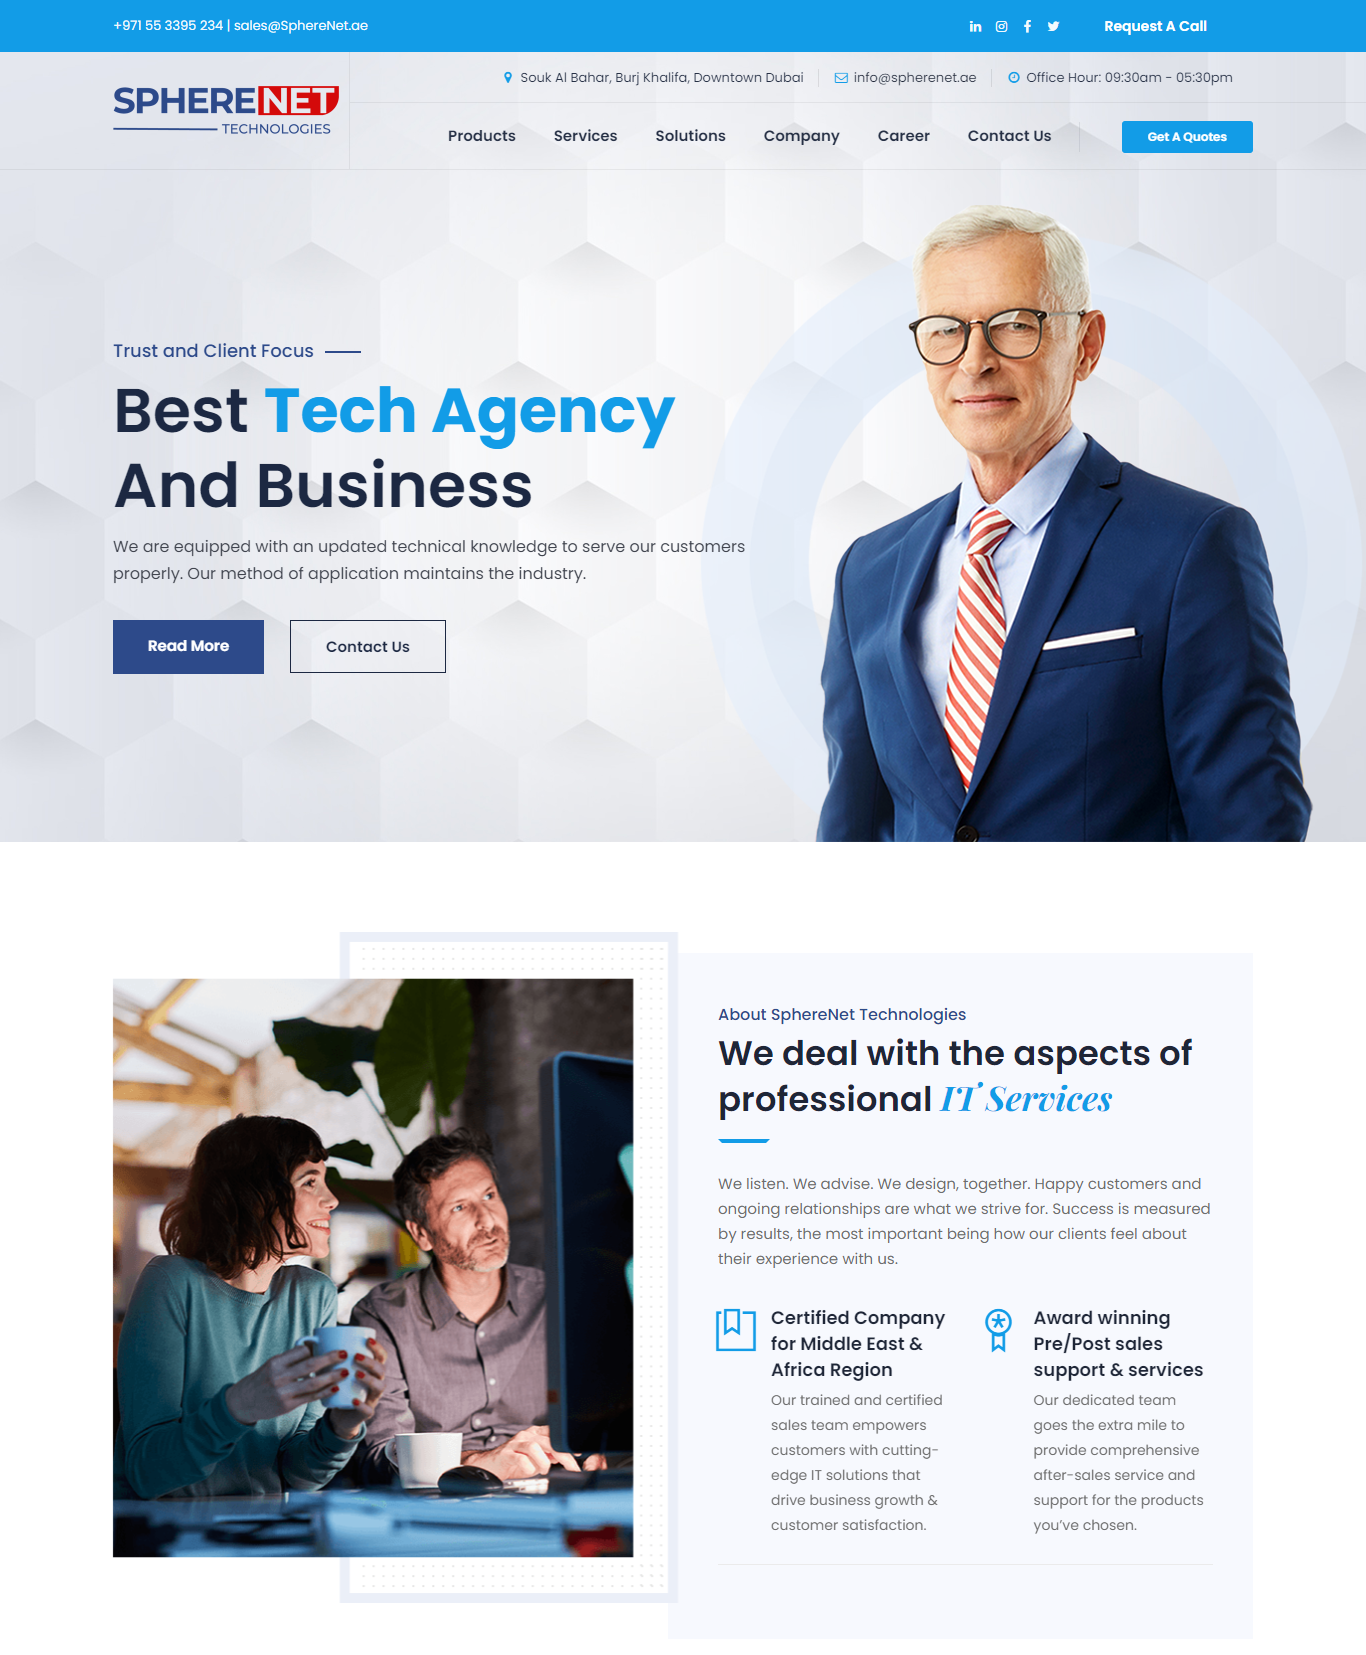 +971 55 3395 234 | sales@SphereNet.ae
Request A Call
SPHERENET
TECHNOLOGIES
Souk Al Bahar, Burj Khalifa, Downtown Dubai
info@spherenet.ae
Office Hour: 09:30am - 05:30pm
Products
Services
Solutions
Company
Career
Contact Us
Get A Quotes
Trust and Client Focus
Best Tech Agency
And Business
We are equipped with an updated technical knowledge to serve our customers
properly. Our method of application maintains the industry.
Read More
Contact Us
About SphereNet Technologies
We deal with the aspects of
professional IT Services
We listen. We advise. We design, together. Happy customers and
ongoing relationships are what we strive for. Success is measured
by results, the most important being how our clients feel about
their experience with us.
Certified Company
for Middle East &
Africa Region
Our trained and certified
sales team empowers
customers with cutting-
edge IT solutions that
drive business growth &
customer satisfaction.
Award winning
Pre/Post sales
support & services
Our dedicated team
goes the extra mile to
provide comprehensive
after-sales service and
support for the products
you’ve chosen.